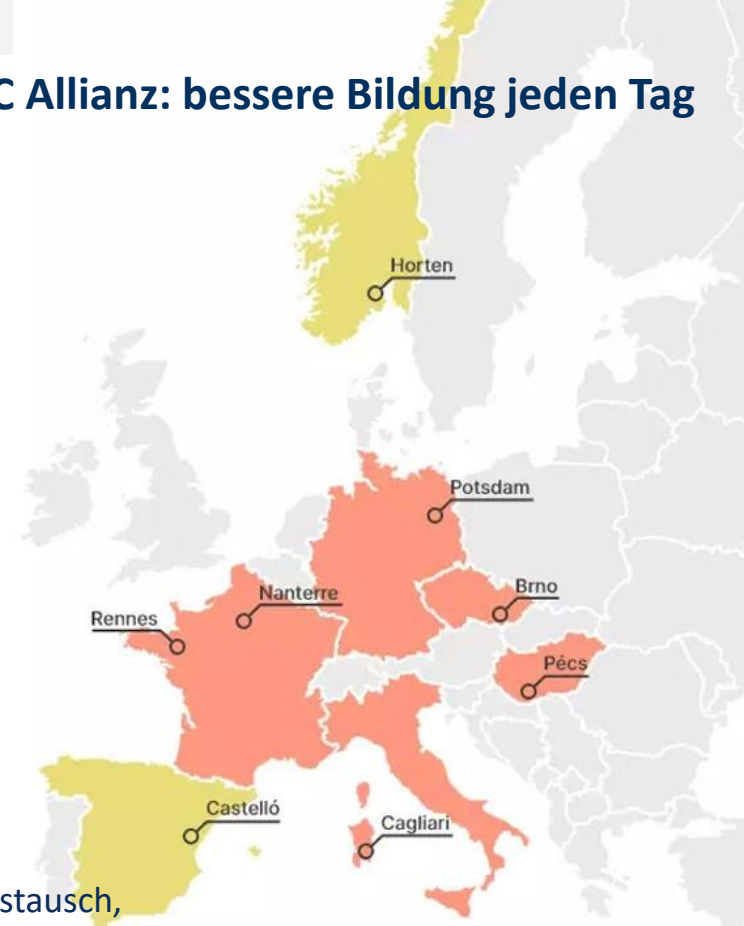 C Allianz: bessere Bildung jeden Tag
Horten
Potsdam
Brno
Nanterre
Rennes
Pécs
Castelló
Cagliari
stausch,